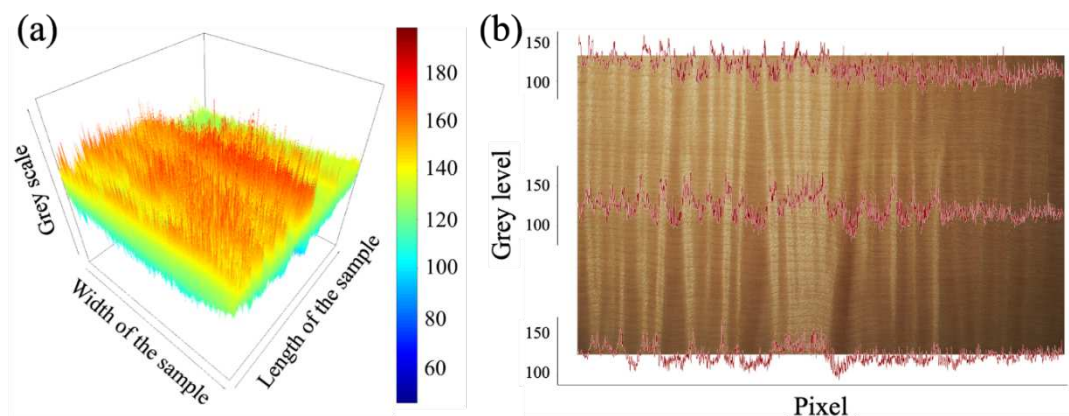 (a)
Grey scale
Width of the sample
Length of the sample
180
160
140
120
100
80
60
(b)
Grey level
150
100
150
100
150
100
Pixel